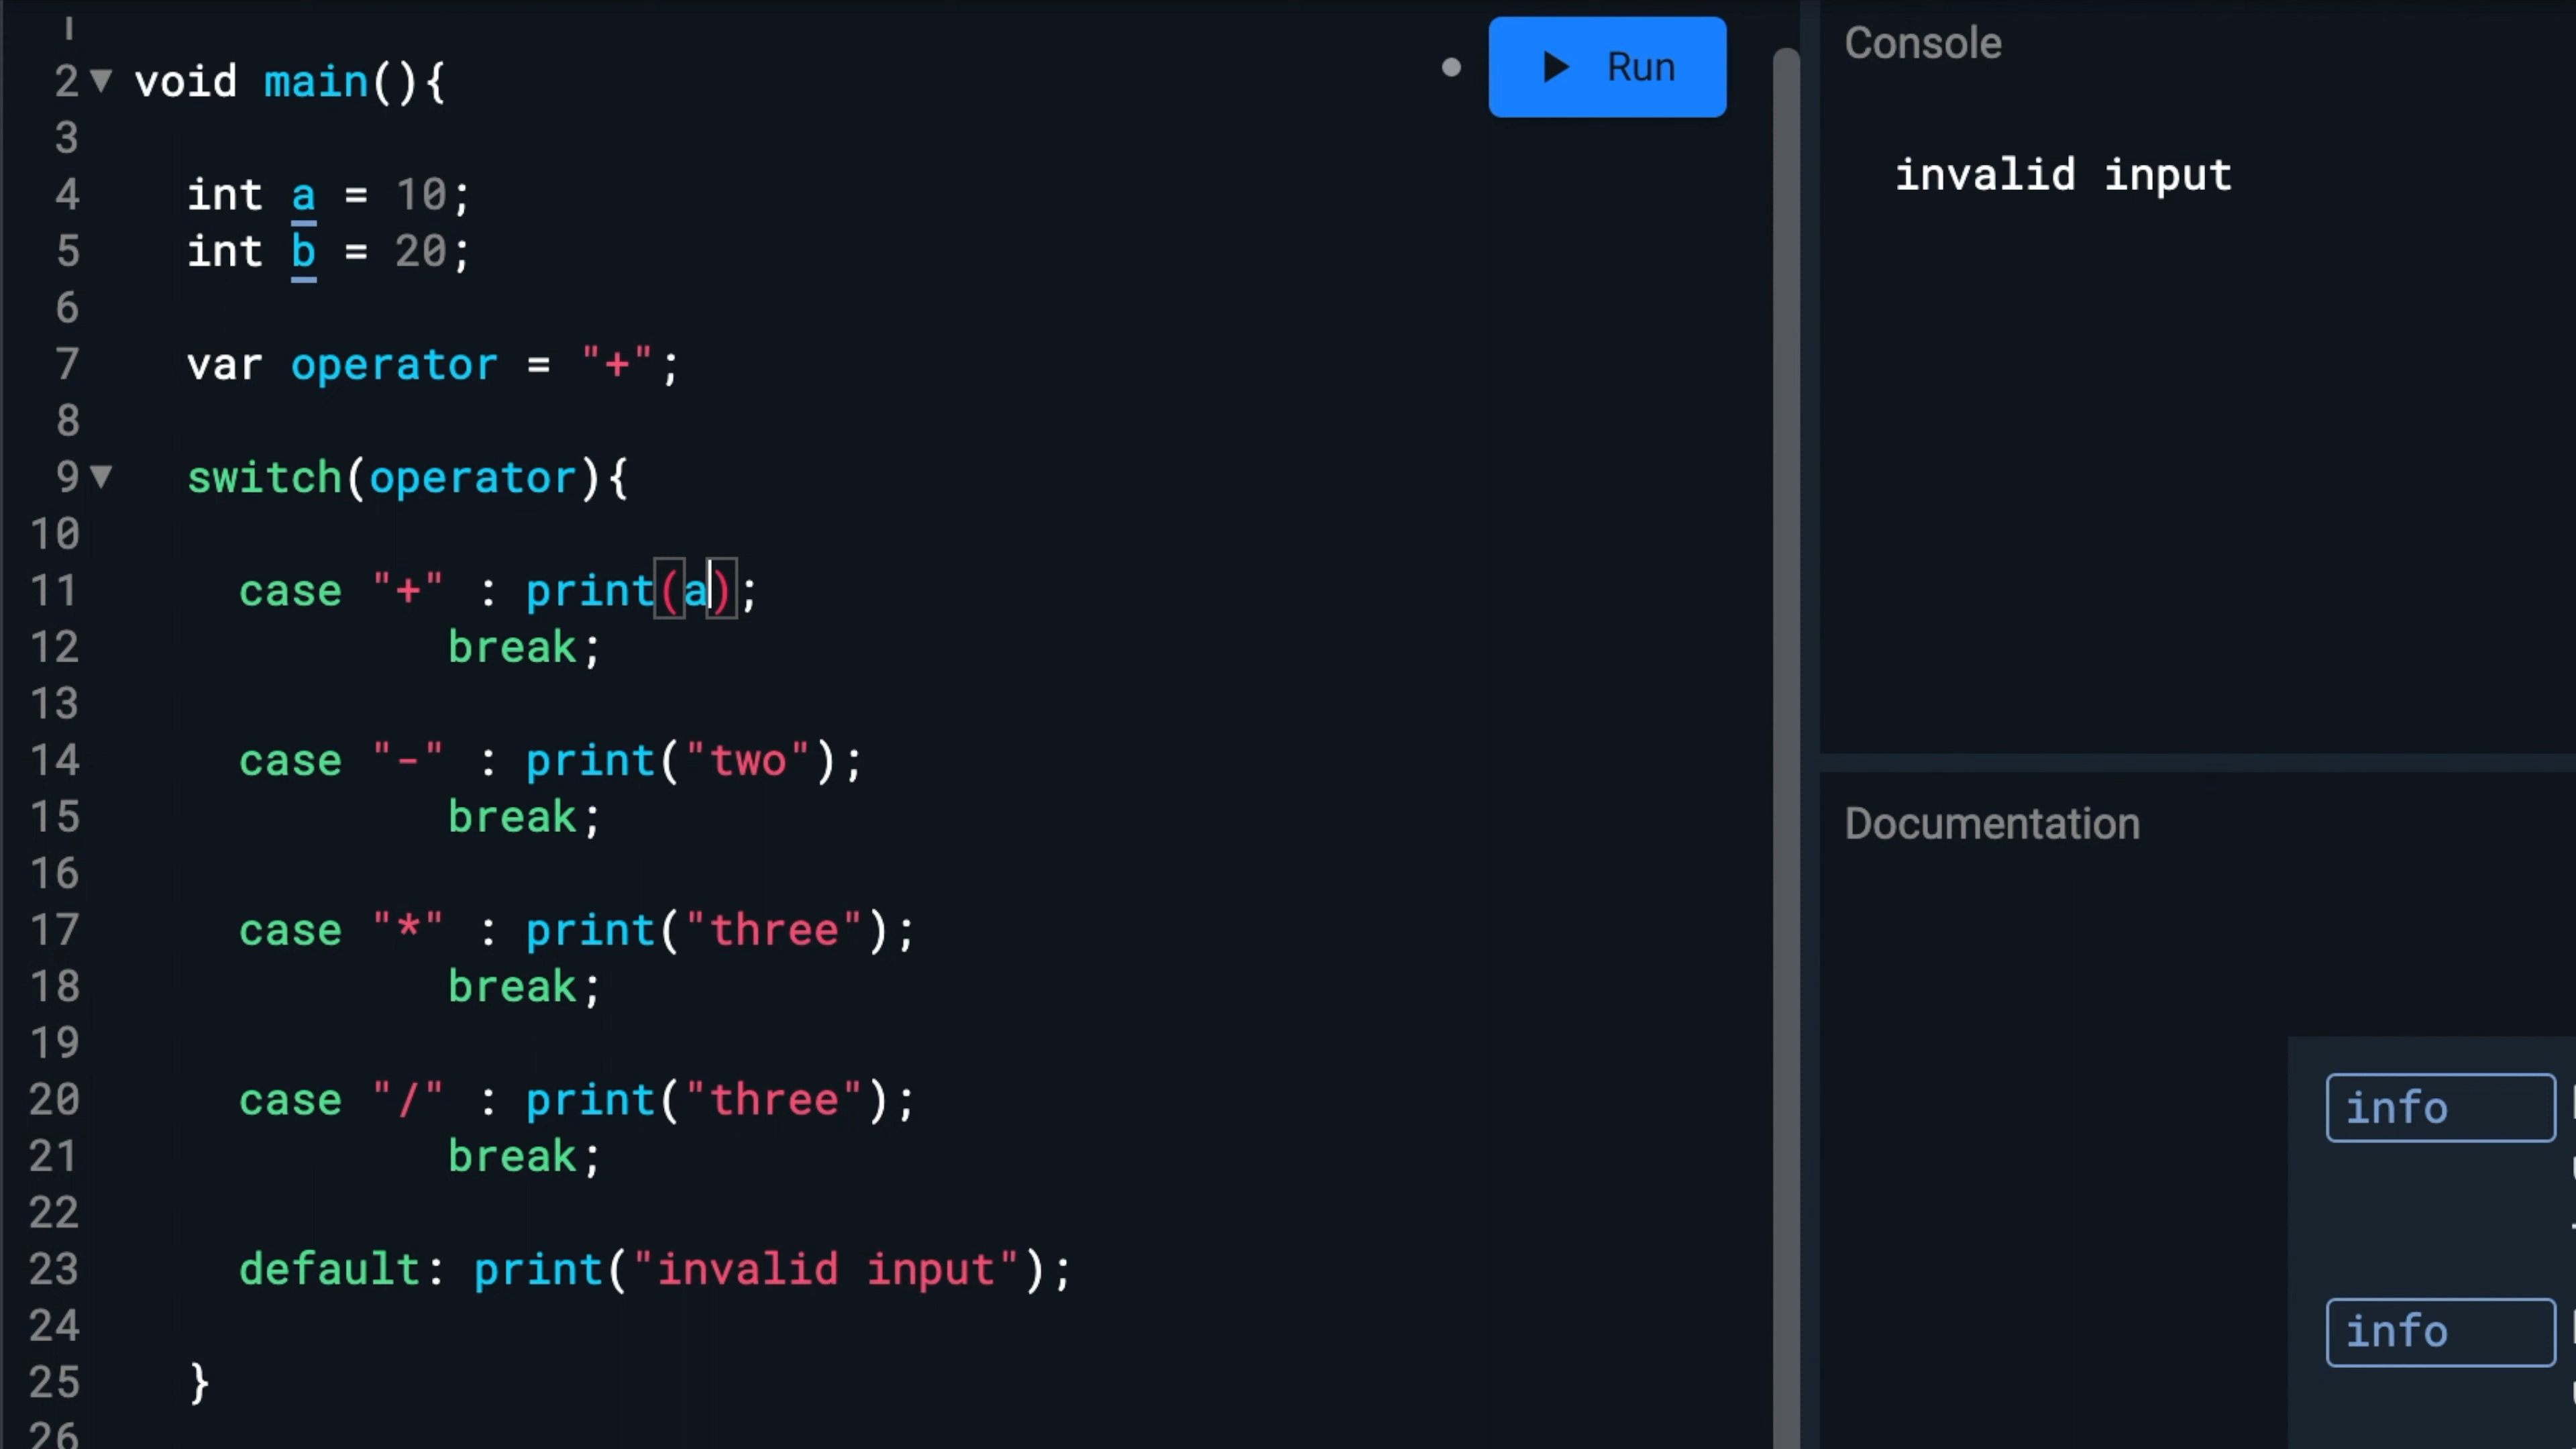 1
2 void main(){
3
4 int a = 10;
5 int b = 20;
6
7 var operator = "+";
8
9 switch(operator){
10
11 case "+" : print(a);
12 break;
13
14 case "-" : print("two");
15 break;
16
17 case "*" : print("three");
18 break;
19
20 case "/" : print("three");
21 break;
22
23 default: print("invalid input");
24
25 }
26
Run
Console
invalid input
Documentation
info
info